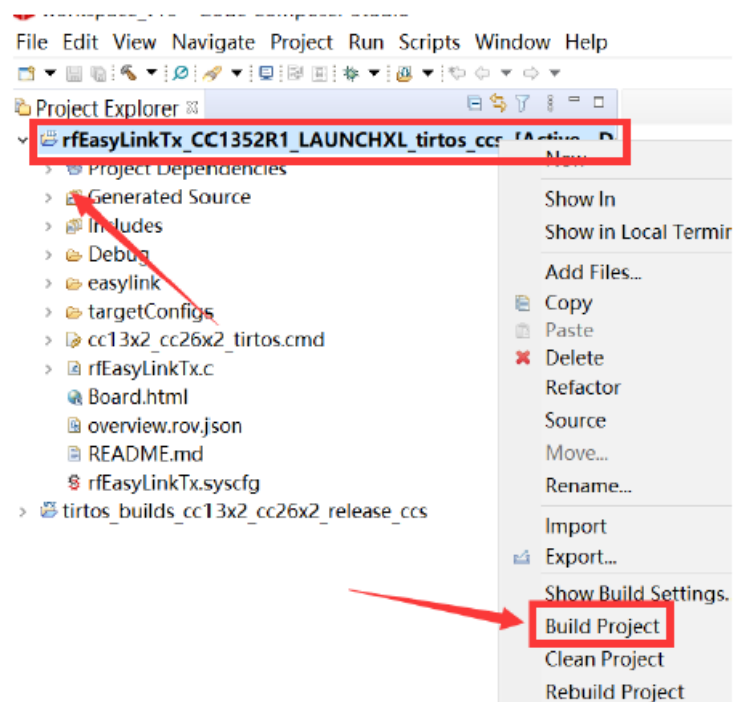 File Edit View Navigate Project Run Scripts Window Help
Project Explorer
rfEasyLinkTx_CC1352R1_LAUNCHXL_tirtos_ccs [Active - D
Project Dependencies
Generated Source
Includes
Debug
easylink
targetConfigs
cc13x2_cc26x2_tirtos.cmd
rfEasyLinkTx.c
Board.html
overview.rov.json
README.md
rfEasyLinkTx.syscfg
tirtos_builds_cc13x2_cc26x2_release_ccs
New
Show In
Show in Local Termin
Add Files...
Copy
Paste
Delete
Refactor
Source
Move...
Rename...
Import
Export...
Show Build Settings.
Build Project
Clean Project
Rebuild Project